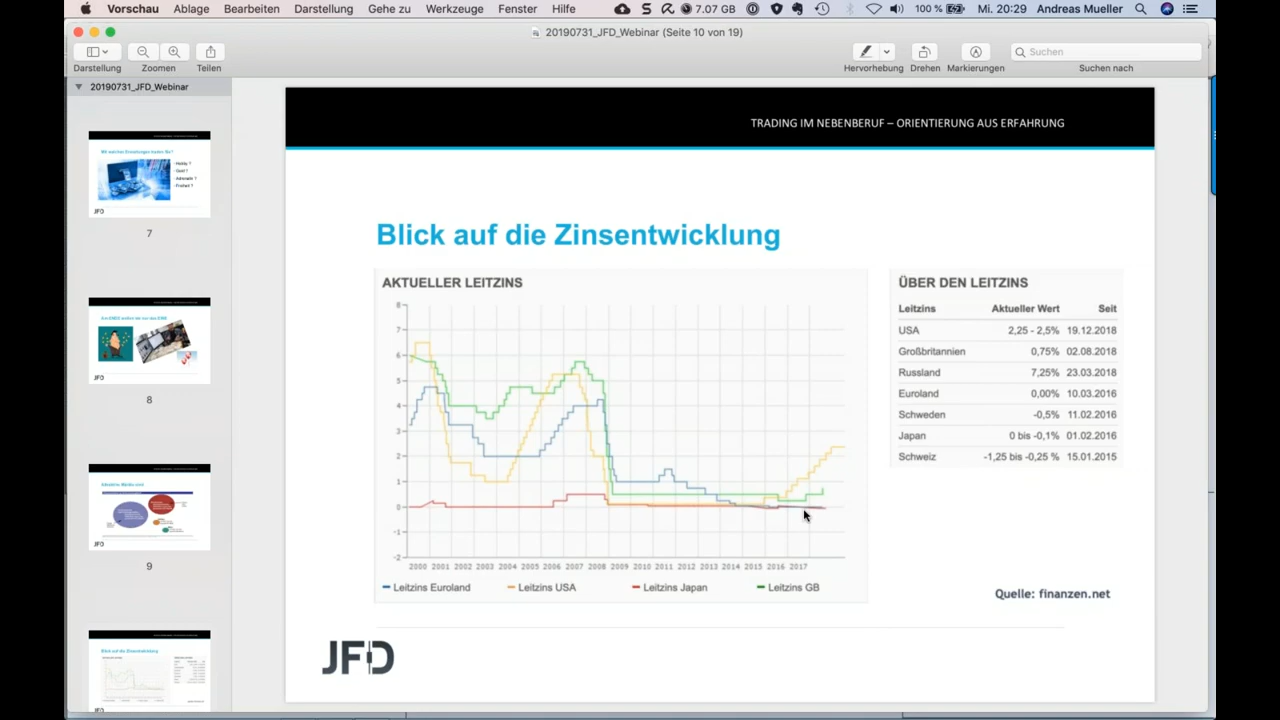 Vorschau Ablage Bearbeiten Darstellung Gehe zu Werkzeuge Fenster Hilfe 7.07 GB 100 % Mi. 20:29 Andreas Mueller
20190731_JFD_Webinar (Seite 10 von 19)
Suchen
Darstellung Zoomen Teilen Hervorhebung Drehen Markierungen Suchen nach
20190731_JFD_Webinar
JFD
7
JFD
8
JFD
9
Blick auf die Zinsentwicklung
TRADING IM NEBENBERUF – ORIENTIERUNG AUS ERFAHRUNG
Blick auf die Zinsentwicklung
AKTUELLER LEITZINS
8
7
6
5
4
3
2
1
0
-1
-2
2000 2001 2002 2003 2004 2005 2006 2007 2008 2009 2010 2011 2012 2013 2014 2015 2016 2017
Leitzins Euroland Leitzins USA Leitzins Japan Leitzins GB
ÜBER DEN LEITZINS
Leitzins Aktueller Wert Seit
USA 2,25 - 2,5% 19.12.2018
Großbritannien 0,75% 02.08.2018
Russland 7,25% 23.03.2018
Euroland 0,00% 10.03.2016
Schweden -0,5% 11.02.2016
Japan 0 bis -0,1% 01.02.2016
Schweiz -1,25 bis -0,25 % 15.01.2015
Quelle: finanzen.net
JFD